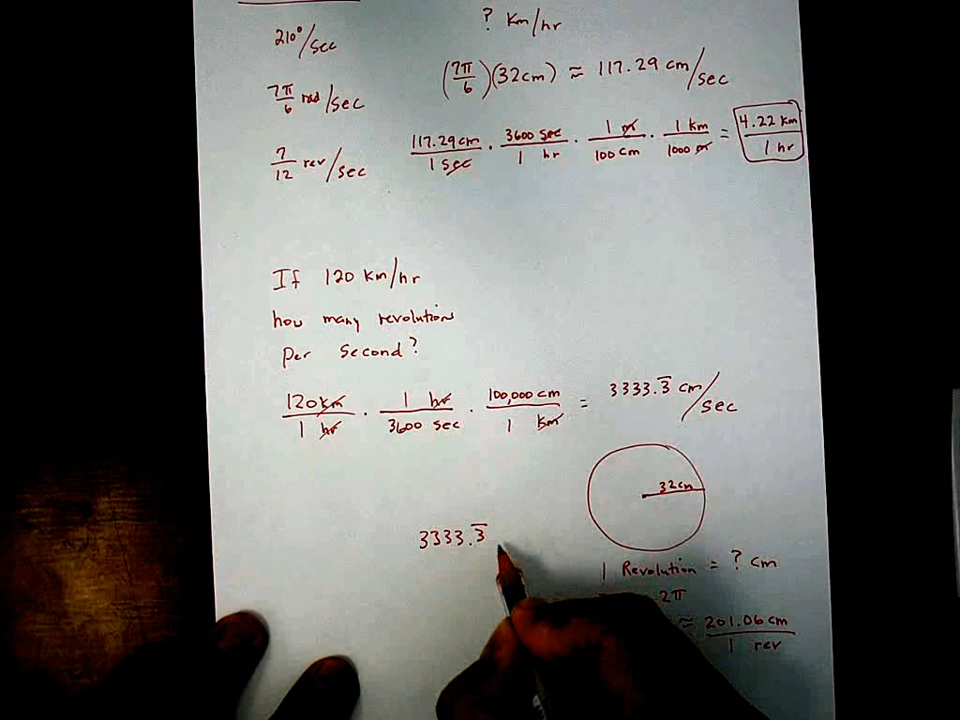 210°/sec
? Km/hr
(7π/6)(32cm) ≈ 117.29 cm/sec
7π/6 rad/sec
117.29cm/1 sec · 3600 sec/1 hr · 1 m/100 cm · 1 km/1000 m = 4.22 km/1 hr
7/12 rev/sec
If 120 km/hr
how many revolutions
per second?
120km/1 hr · 1 hr/3600 sec · 100,000 cm/1 km = 3333.3̅ cm/sec
32cm
3333.3̅
1 Revolution = ? cm
2π
≈ 201.06 cm/1 rev